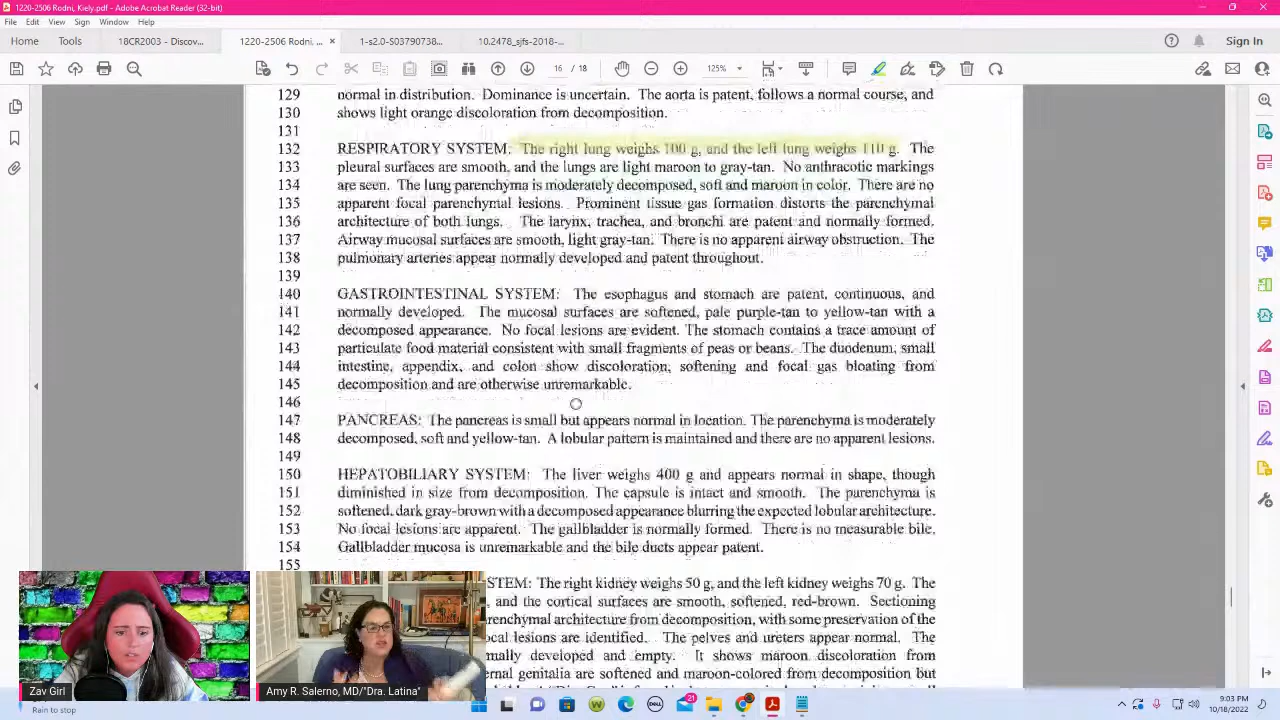 1220-2506 Rodni, Kiely.pdf - Adobe Acrobat Reader (32-bit)
File Edit View Sign Window Help
Home Tools 18CR2003 - Discov... 1220-2506 Rodni, ... × 1-s2.0-S03790738... 10.2478_sjfs-2018-... Sign In
16 / 18 125%
129 normal in distribution. Dominance is uncertain. The aorta is patent, follows a normal course, and
130 shows light orange discoloration from decomposition.
131
132 RESPIRATORY SYSTEM: The right lung weighs 100 g, and the left lung weighs 110 g. The
133 pleural surfaces are smooth, and the lungs are light maroon to gray-tan. No anthracotic markings
134 are seen. The lung parenchyma is moderately decomposed, soft and maroon in color. There are no
135 apparent focal parenchymal lesions. Prominent tissue gas formation distorts the parenchymal
136 architecture of both lungs. The larynx, trachea, and bronchi are patent and normally formed.
137 Airway mucosal surfaces are smooth, light gray-tan. There is no apparent airway obstruction. The
138 pulmonary arteries appear normally developed and patent throughout.
139
140 GASTROINTESTINAL SYSTEM: The esophagus and stomach are patent, continuous, and
141 normally developed. The mucosal surfaces are softened, pale purple-tan to yellow-tan with a
142 decomposed appearance. No focal lesions are evident. The stomach contains a trace amount of
143 particulate food material consistent with small fragments of peas or beans. The duodenum, small
144 intestine, appendix, and colon show discoloration, softening and focal gas bloating from
145 decomposition and are otherwise unremarkable.
146
147 PANCREAS: The pancreas is small but appears normal in location. The parenchyma is moderately
148 decomposed, soft and yellow-tan. A lobular pattern is maintained and there are no apparent lesions.
149
150 HEPATOBILIARY SYSTEM: The liver weighs 400 g and appears normal in shape, though
151 diminished in size from decomposition. The capsule is intact and smooth. The parenchyma is
152 softened, dark gray-brown with a decomposed appearance blurring the expected lobular architecture.
153 No focal lesions are apparent. The gallbladder is normally formed. There is no measurable bile.
154 Gallbladder mucosa is unremarkable and the bile ducts appear patent.
155
STEM: The right kidney weighs 50 g, and the left kidney weighs 70 g. The
, and the cortical surfaces are smooth, softened, red-brown. Sectioning
renchymal architecture from decomposition, with some preservation of the
ocal lesions are identified. The pelves and ureters appear normal. The
mally developed and empty. It shows maroon discoloration from
ernal genitalia are softened and maroon-colored from decomposition but
Zav Girl
Amy R. Salerno, MD/"Dra. Latina"
Rain to stop
DELL
21
9:03 PM
10/18/2022